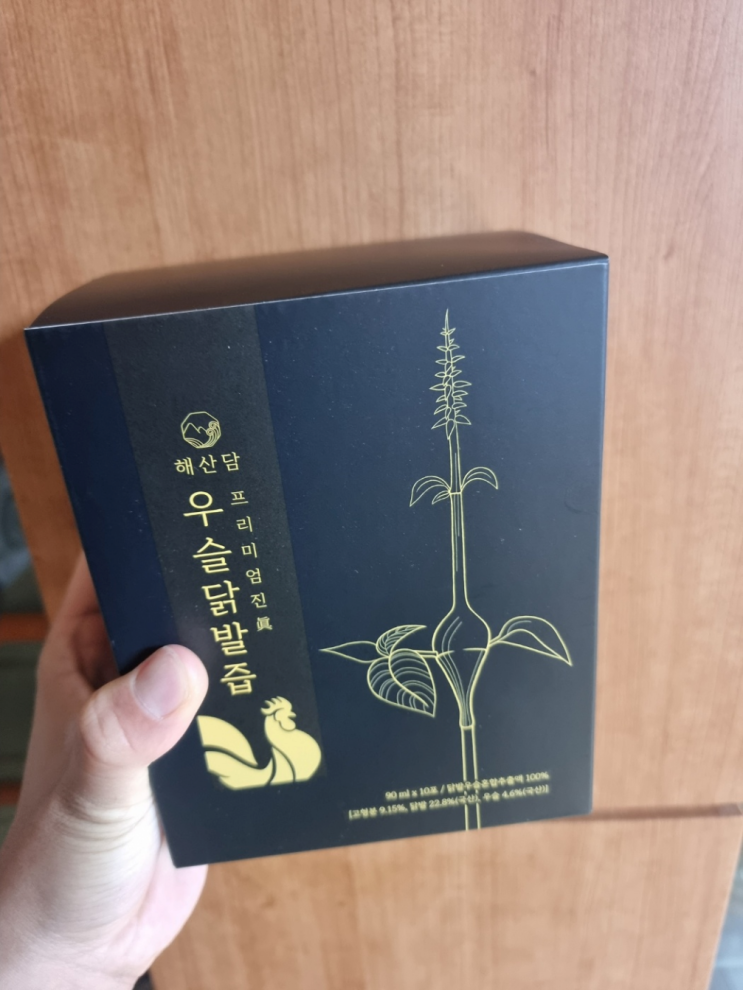 해산담
프리미엄진眞
우슬닭발즙
90 ml x 10포 / 닭발우슬혼합추출액 100%
[고형분 9.15%, 닭발 22.8%(국산), 우슬 4.6%(국산)]